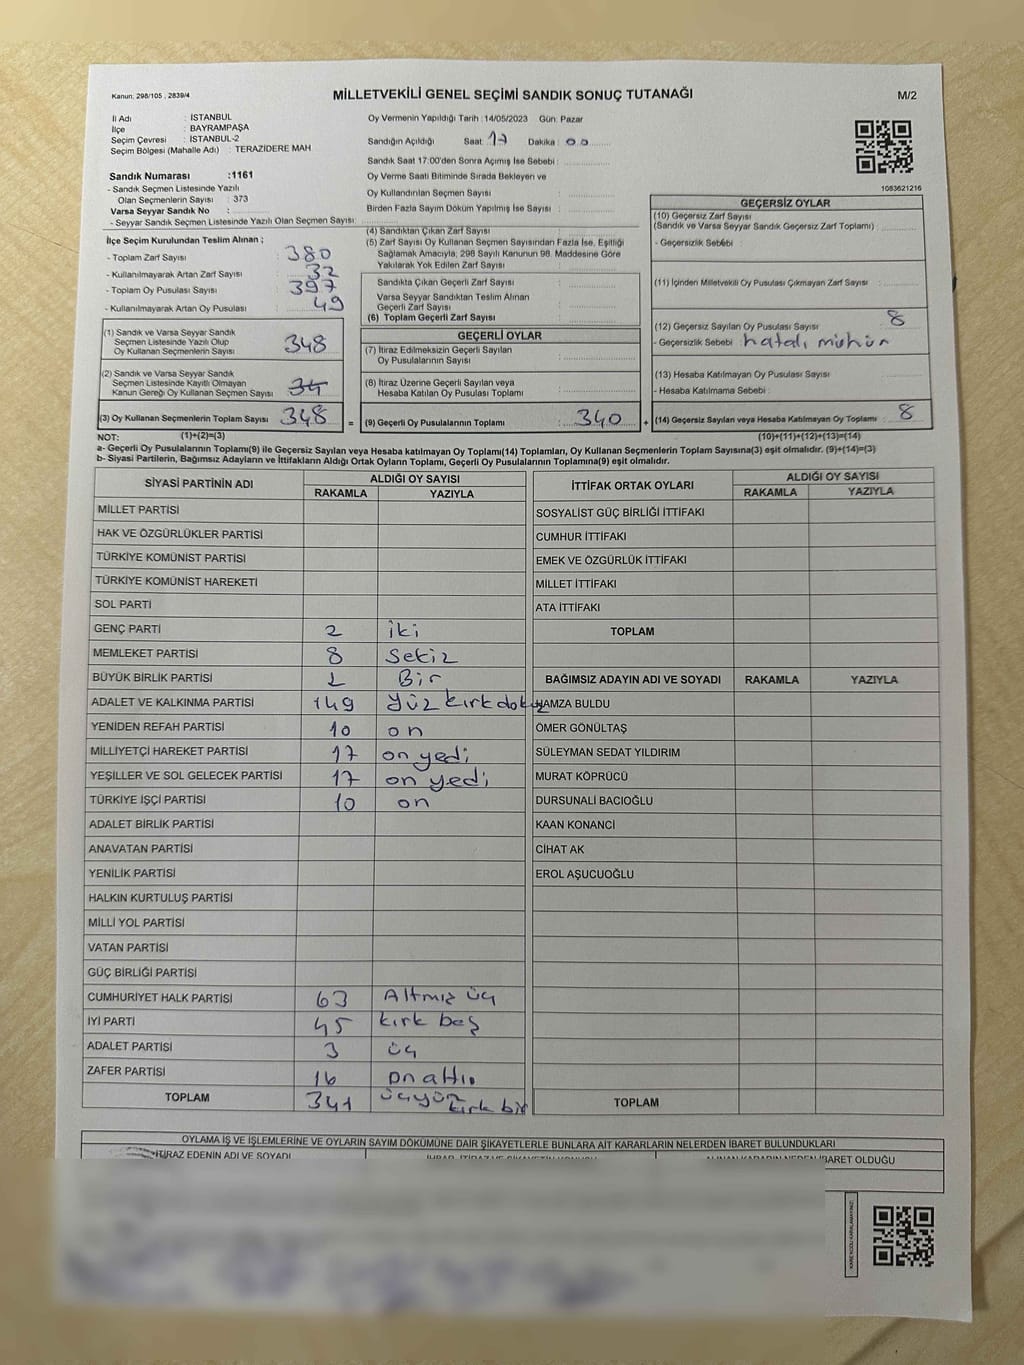 Kanun: 298/105 , 2839/4
MİLLETVEKİLİ GENEL SEÇİMİ SANDIK SONUÇ TUTANAĞI
M/2
İl Adı : İSTANBUL
İlçe : BAYRAMPAŞA
Seçim Çevresi : İSTANBUL-2
Seçim Bölgesi (Mahalle Adı) : TERAZİDERE MAH
Oy Vermenin Yapıldığı Tarih : 14/05/2023 Gün: Pazar
Sandığın Açıldığı Saat 17 Dakika : 00
Sandık Saat 17:00'den Sonra Açımış İse Sebebi :
Oy Verme Saati Bitiminde Sırada Bekleyen ve
Oy Kullandırılan Seçmen Sayısı :
Birden Fazla Sayım Döküm Yapılmış İse Sayısı :
1083621216
Sandık Numarası :1161
- Sandık Seçmen Listesinde Yazılı
Olan Seçmenlerin Sayısı : 373
Varsa Seyyar Sandık No :
- Seyyar Sandık Seçmen Listesinde Yazılı Olan Seçmen Sayısı:
İlçe Seçim Kurulundan Teslim Alınan ;
- Toplam Zarf Sayısı : 380
- Kullanılmayarak Artan Zarf Sayısı : 32
- Toplam Oy Pusulası Sayısı : 397
- Kullanılmayarak Artan Oy Pusulası : 49
(1) Sandık ve Varsa Seyyar Sandık
Seçmen Listesinde Yazılı Olup
Oy Kullanan Seçmenlerin Sayısı : 348
(2) Sandık ve Varsa Seyyar Sandık
Seçmen Listesinde Kayıtlı Olmayan
Kanun Gereği Oy Kullanan Seçmen Sayısı :
(3) Oy Kullanan Seçmenlerin Toplam Sayısı : 348
(4) Sandıktan Çıkan Zarf Sayısı :
(5) Zarf Sayısı Oy Kullanan Seçmen Sayısından Fazla İse, Eşitliği
Sağlamak Amacıyla, 298 Sayılı Kanunun 98. Maddesine Göre
Yakılarak Yok Edilen Zarf Sayısı :
Sandıkta Çıkan Geçerli Zarf Sayısı :
Varsa Seyyar Sandıktan Teslim Alınan
Geçerli Zarf Sayısı :
(6) Toplam Geçerli Zarf Sayısı :
GEÇERLİ OYLAR
(7) İtiraz Edilmeksizin Geçerli Sayılan
Oy Pusulalarının Sayısı :
(8) İtiraz Üzerine Geçerli Sayılan veya
Hesaba Katılan Oy Pusulaları Toplamı :
= (9) Geçerli Oy Pusulalarının Toplamı : 340 +
GEÇERSİZ OYLAR
(10) Geçersiz Zarf Sayısı
(Sandık ve Varsa Seyyar Sandık Geçersiz Zarf Toplamı) :
- Geçersizlik Sebebi :
(11) İçinden Milletvekili Oy Pusulası Çıkmayan Zarf Sayısı :
(12) Geçersiz Sayılan Oy Pusulası Sayısı : 8
- Geçersizlik Sebebi : hatalı mühür
(13) Hesaba Katılmayan Oy Pusulası Sayısı :
- Hesaba Katılmama Sebebi :
(14) Geçersiz Sayılan veya Hesaba Katılmayan Oy Toplamı : 8
NOT: (1)+(2)=(3)
(10)+(11)+(12)+(13)=(14)
a- Geçerli Oy Pusulalarının Toplamı(9) ile Geçersiz Sayılan veya Hesaba katılmayan Oy Toplamı(14) Toplamları, Oy Kullanan Seçmenlerin Toplam Sayısına(3) eşit olmalıdır. (9)+(14)=(3)
b- Siyasi Partilerin, Bağımsız Adayların ve İttifakların Aldığı Ortak Oyların Toplamı, Geçerli Oy Pusulalarının Toplamına(9) eşit olmalıdır.
SİYASİ PARTİNİN ADI ALDIĞI OY SAYISI
RAKAMLA YAZIYLA
MİLLET PARTİSİ
HAK VE ÖZGÜRLÜKLER PARTİSİ
TÜRKİYE KOMÜNİST PARTİSİ
TÜRKİYE KOMÜNİST HAREKETİ
SOL PARTİ
GENÇ PARTİ 2 iki
MEMLEKET PARTİSİ 8 Sekiz
BÜYÜK BİRLİK PARTİSİ 1 Bir
ADALET VE KALKINMA PARTİSİ 149 Yüz kırk dokuz
YENİDEN REFAH PARTİSİ 10 on
MİLLİYETÇİ HAREKET PARTİSİ 17 on yedi
YEŞİLLER VE SOL GELECEK PARTİSİ 17 on yedi
TÜRKİYE İŞÇİ PARTİSİ 10 on
ADALET BİRLİK PARTİSİ
ANAVATAN PARTİSİ
YENİLİK PARTİSİ
HALKIN KURTULUŞ PARTİSİ
MİLLİ YOL PARTİSİ
VATAN PARTİSİ
GÜÇ BİRLİĞİ PARTİSİ
CUMHURİYET HALK PARTİSİ 63 Altmış üç
İYİ PARTİ 45 kırk beş
ADALET PARTİSİ 3 üç
ZAFER PARTİSİ 16 on altı
TOPLAM 341 üçyüz kırk bir
İTTİFAK ORTAK OYLARI ALDIĞI OY SAYISI
RAKAMLA YAZIYLA
SOSYALİST GÜÇ BİRLİĞİ İTTİFAKI
CUMHUR İTTİFAKI
EMEK VE ÖZGÜRLÜK İTTİFAKI
MİLLET İTTİFAKI
ATA İTTİFAKI
TOPLAM
BAĞIMSIZ ADAYIN ADI VE SOYADI RAKAMLA YAZIYLA
HAMZA BULDU
ÖMER GÖNÜLTAŞ
SÜLEYMAN SEDAT YILDIRIM
MURAT KÖPRÜCÜ
DURSUNALİ BACIOĞLU
KAAN KONANCİ
CİHAT AK
EROL AŞUCUOĞLU
TOPLAM
OYLAMA İŞ VE İŞLEMLERİNE VE OYLARIN SAYIM DÖKÜMÜNE DAİR ŞİKAYETLERLE BUNLARA AİT KARARLARIN NELERDEN İBARET BULUNDUKLARI
İTİRAZ EDENİN ADI VE SOYADI
İHBAR, İTİRAZ VE ŞİKAYETİN KONUSU
ALINAN KARARIN NEDEN İBARET OLDUĞU
KARE KODU KARALAMAYINIZ!